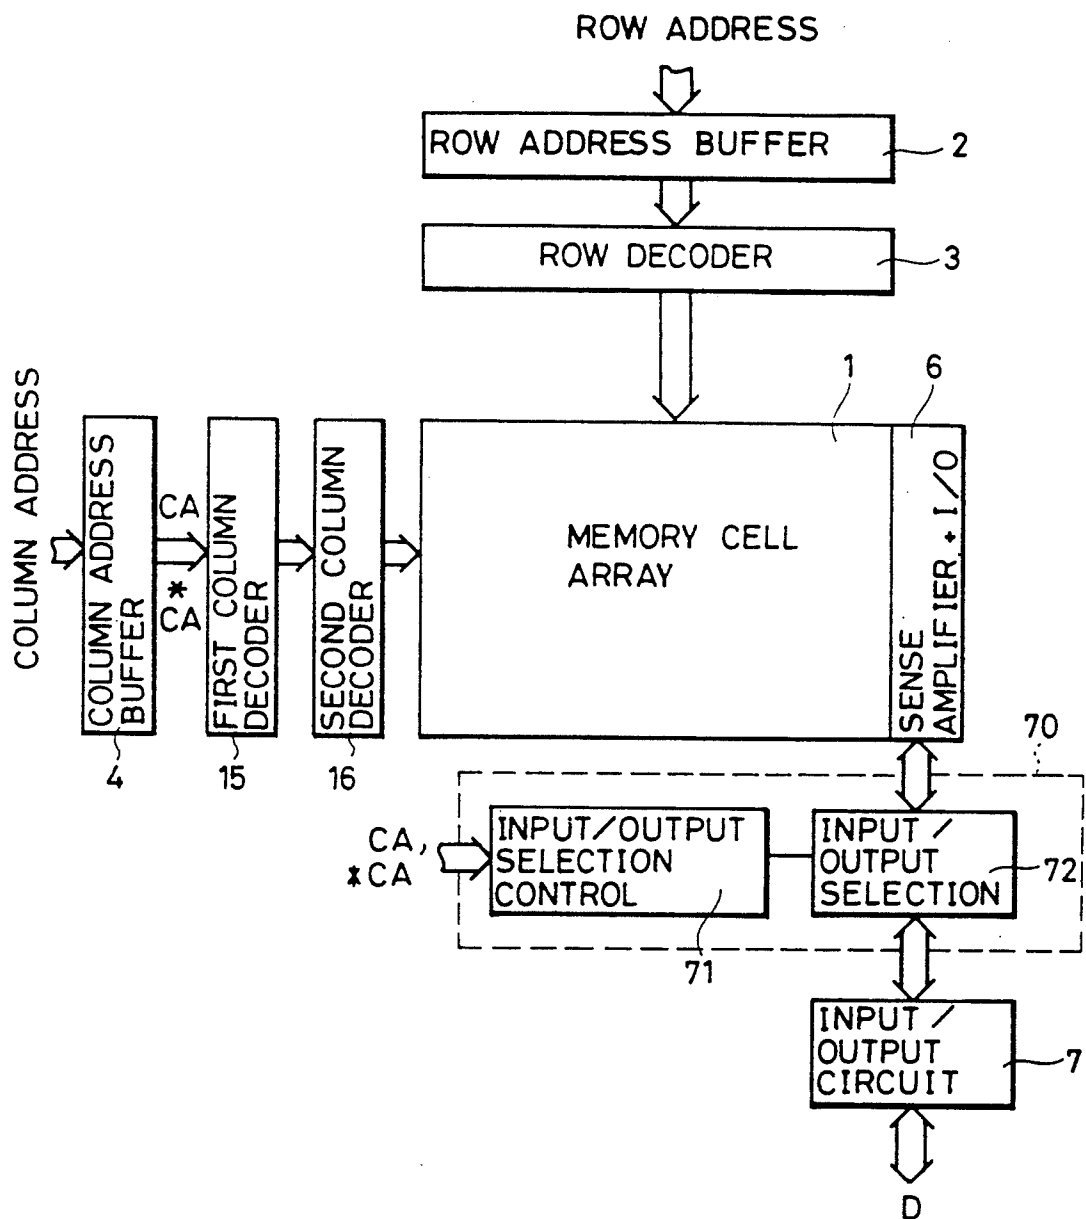 ROW ADDRESS
ROW ADDRESS BUFFER
2
ROW DECODER
3
1
6
COLUMN ADDRESS
COLUMN ADDRESS
BUFFER
4
CA
*
CA
FIRST COLUMN
DECODER
15
SECOND COLUMN
DECODER
16
MEMORY CELL
ARRAY
SENSE
AMPLIFIER, + I/O
70
CA,
*CA
INPUT/OUTPUT
SELECTION
CONTROL
71
INPUT/
OUTPUT
SELECTION
72
INPUT/
OUTPUT
CIRCUIT
7
D